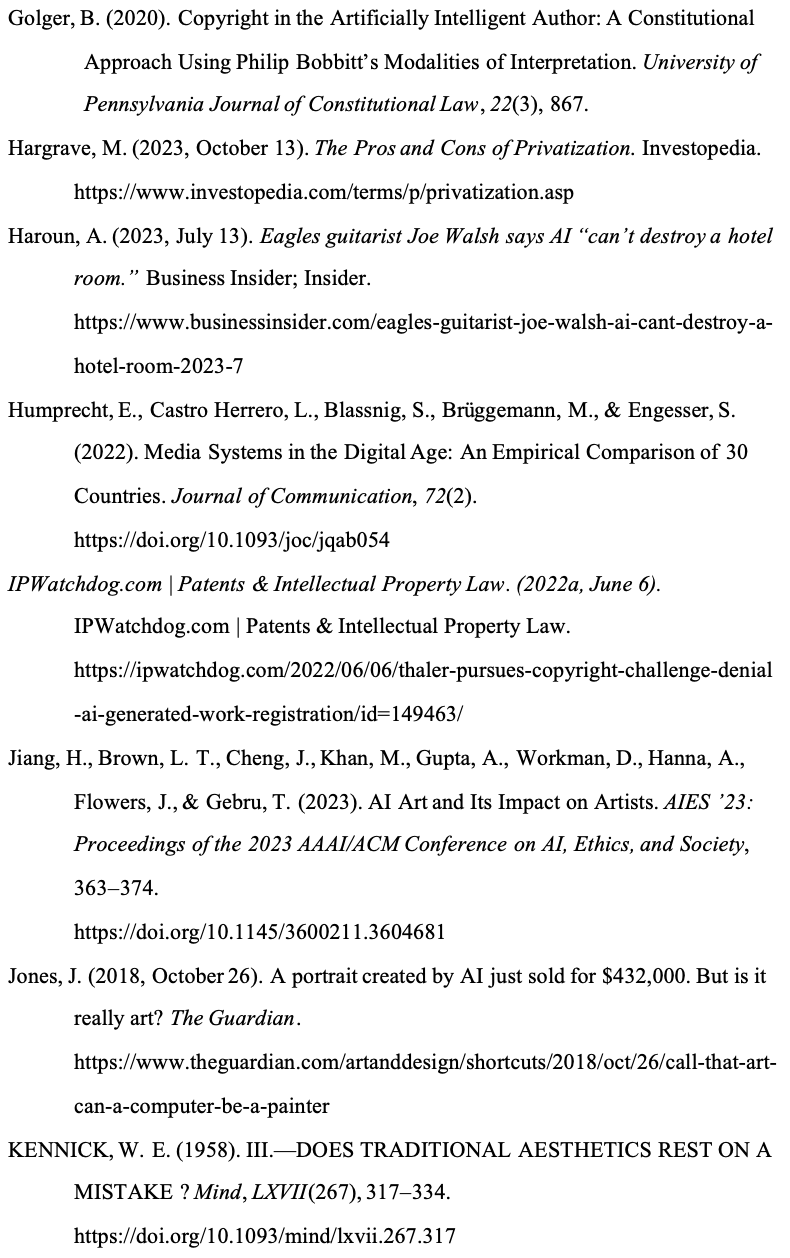 Golger, B. (2020). Copyright in the Artificially Intelligent Author: A Constitutional
Approach Using Philip Bobbitt’s Modalities of Interpretation. University of
Pennsylvania Journal of Constitutional Law, 22(3), 867.
Hargrave, M. (2023, October 13). The Pros and Cons of Privatization. Investopedia.
https://www.investopedia.com/terms/p/privatization.asp
Haroun, A. (2023, July 13). Eagles guitarist Joe Walsh says AI “can’t destroy a hotel
room.” Business Insider; Insider.
https://www.businessinsider.com/eagles-guitarist-joe-walsh-ai-cant-destroy-a-
hotel-room-2023-7
Humprecht, E., Castro Herrero, L., Blassnig, S., Brüggemann, M., & Engesser, S.
(2022). Media Systems in the Digital Age: An Empirical Comparison of 30
Countries. Journal of Communication, 72(2).
https://doi.org/10.1093/joc/jqab054
IPWatchdog.com | Patents & Intellectual Property Law. (2022a, June 6).
IPWatchdog.com | Patents & Intellectual Property Law.
https://ipwatchdog.com/2022/06/06/thaler-pursues-copyright-challenge-denial
-ai-generated-work-registration/id=149463/
Jiang, H., Brown, L. T., Cheng, J., Khan, M., Gupta, A., Workman, D., Hanna, A.,
Flowers, J., & Gebru, T. (2023). AI Art and Its Impact on Artists. AIES ’23:
Proceedings of the 2023 AAAI/ACM Conference on AI, Ethics, and Society,
363–374.
https://doi.org/10.1145/3600211.3604681
Jones, J. (2018, October 26). A portrait created by AI just sold for $432,000. But is it
really art? The Guardian.
https://www.theguardian.com/artanddesign/shortcuts/2018/oct/26/call-that-art-
can-a-computer-be-a-painter
KENNICK, W. E. (1958). III.—DOES TRADITIONAL AESTHETICS REST ON A
MISTAKE ? Mind, LXVII(267), 317–334.
https://doi.org/10.1093/mind/lxvii.267.317